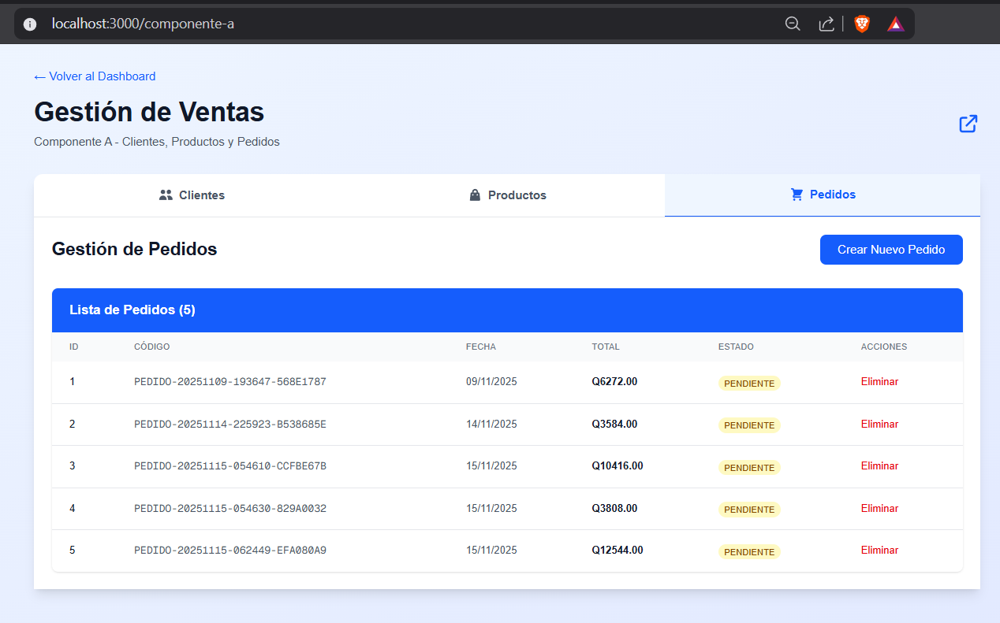 localhost:3000/componente-a
← Volver al Dashboard
Gestión de Ventas
Componente A - Clientes, Productos y Pedidos
Clientes Productos Pedidos
Gestión de Pedidos Crear Nuevo Pedido
Lista de Pedidos (5)
ID CÓDIGO FECHA TOTAL ESTADO ACCIONES
1 PEDIDO-20251109-193647-568E1787 09/11/2025 Q6272.00 PENDIENTE Eliminar
2 PEDIDO-20251114-225923-B538685E 14/11/2025 Q3584.00 PENDIENTE Eliminar
3 PEDIDO-20251115-054610-CCFBE67B 15/11/2025 Q10416.00 PENDIENTE Eliminar
4 PEDIDO-20251115-054630-829A0032 15/11/2025 Q3808.00 PENDIENTE Eliminar
5 PEDIDO-20251115-062449-EFA080A9 15/11/2025 Q12544.00 PENDIENTE Eliminar